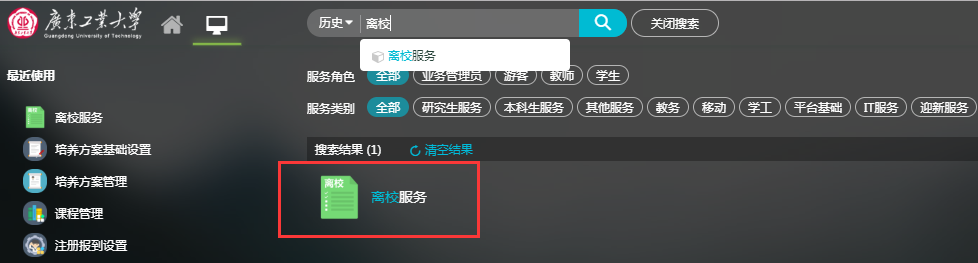 廣東工業大學
Guangdong University of Technology
历史 离校
关闭搜索
离校服务
最近使用
离校服务
培养方案基础设置
培养方案管理
课程管理
注册报到设置
服务角色 全部 业务管理员 游客 教师 学生
服务类别 全部 研究生服务 本科生服务 其他服务 教务 移动 学工 平台基础 IT服务 迎新服务
搜索结果 (1) 清空结果
离校
离校服务